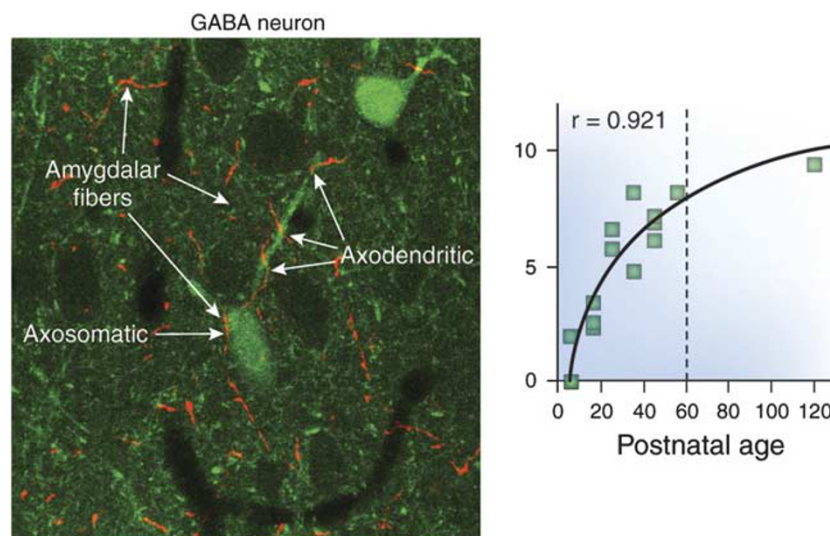 GABA neuron
Amygdalar
fibers
Axodendritic
Axosomatic
r = 0.921
10
5
0
0 20 40 60 80 100 120
Postnatal age